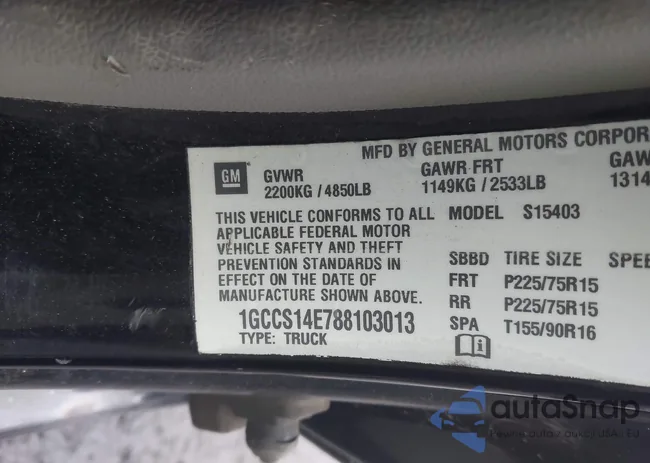 MFD BY GENERAL MOTORS CORPOR
GM
GVWR GAWR FRT GAW
2200KG / 4850LB 1149KG / 2533LB 1314
THIS VEHICLE CONFORMS TO ALL
APPLICABLE FEDERAL MOTOR
VEHICLE SAFETY AND THEFT
PREVENTION STANDARDS IN
EFFECT ON THE DATE OF
MANUFACTURE SHOWN ABOVE.
MODEL S15403
SBBD TIRE SIZE SPEE
FRT P225/75R15
RR P225/75R15
SPA T155/90R16
1GCCS14E788103013
TYPE: TRUCK
autoSnap